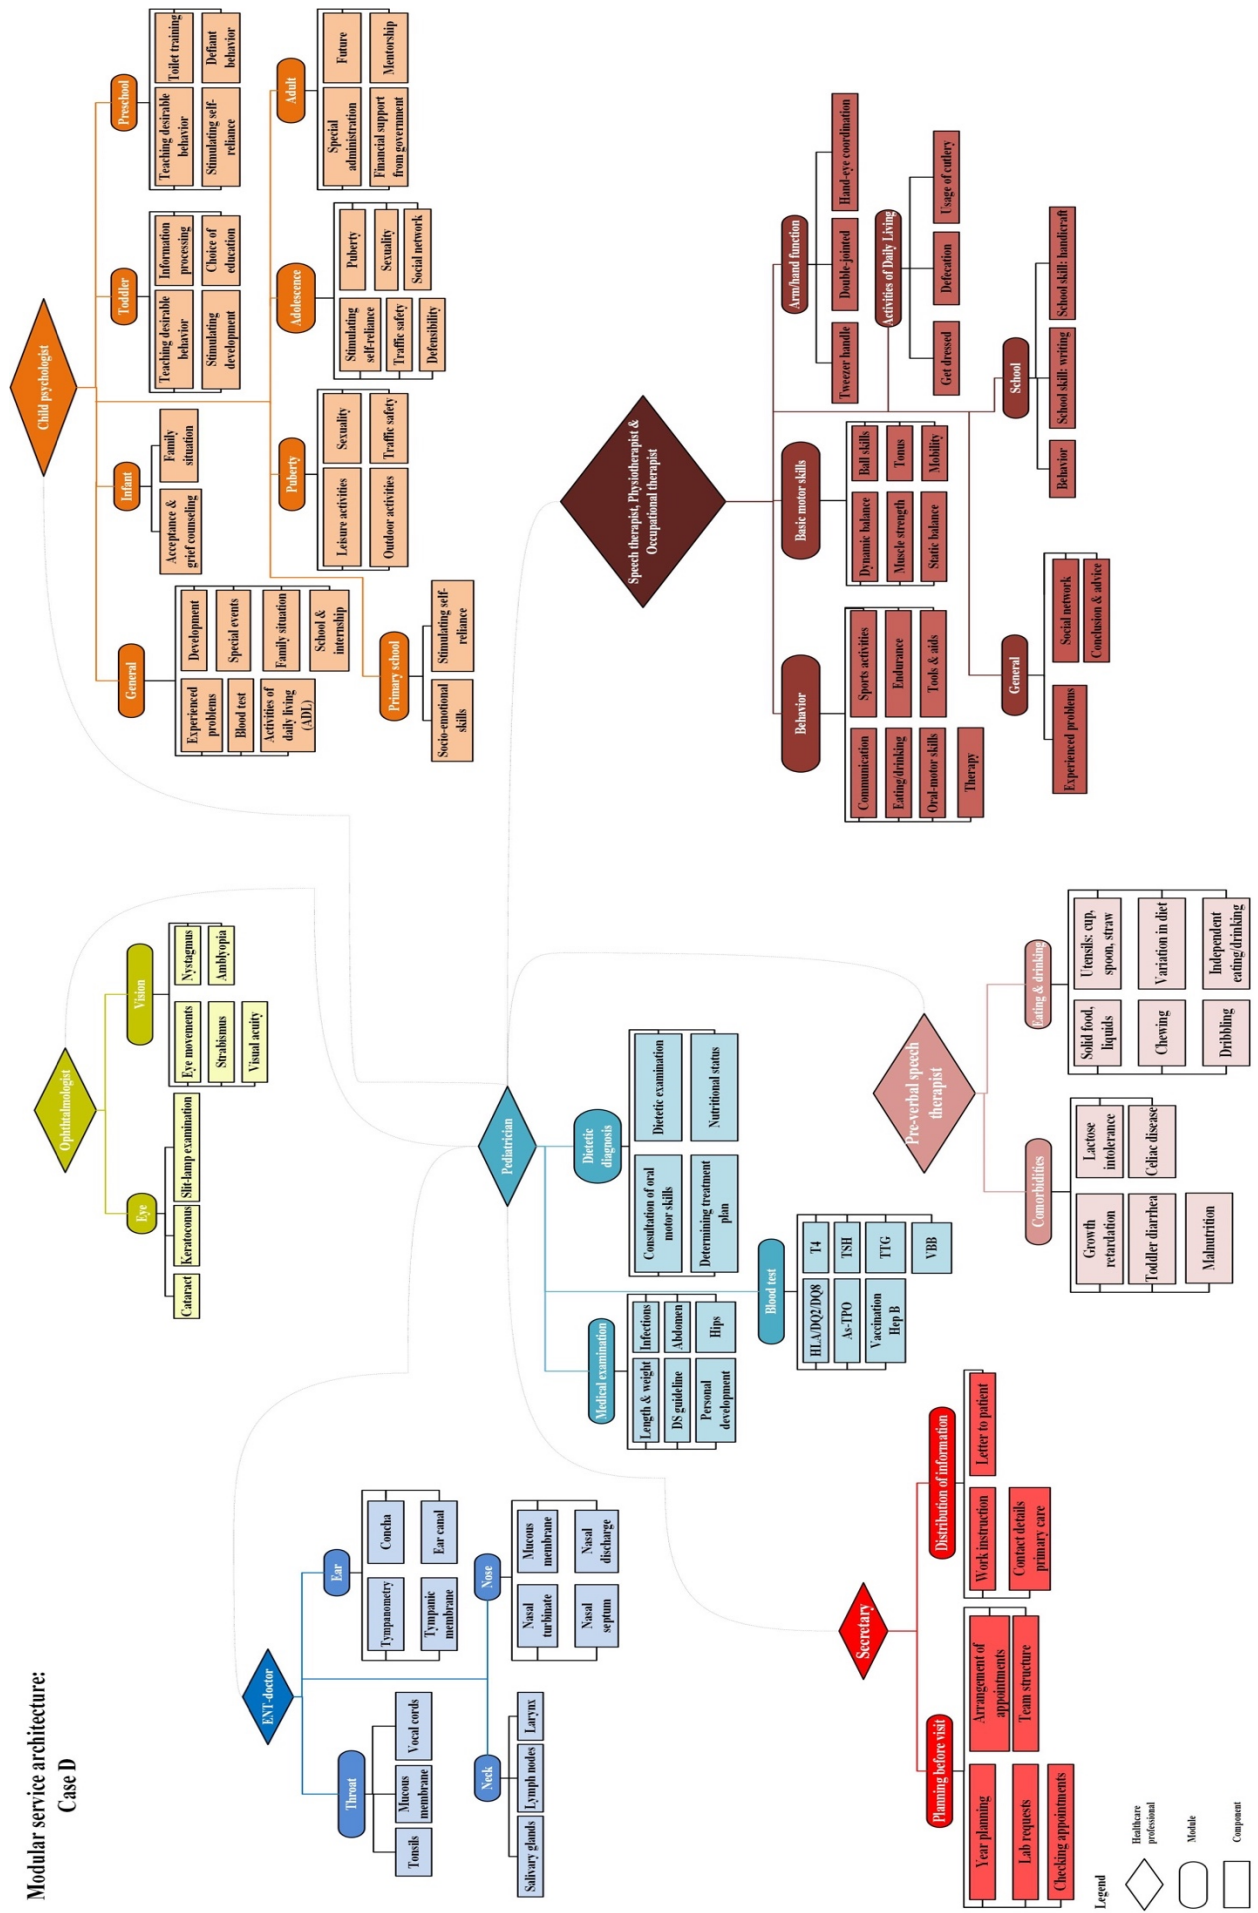 Modular service architecture:
Case D
ENT-doctor
Throat
Tonsils
Mucous
membrane
Vocal cords
Ear
Tympanometry
Concha
Tympanic
membrane
Ear canal
Neck
Salivary glands
Lymph nodes
Larynx
Nose
Nasal
turbinate
Mucous
membrane
Nasal
septum
Nasal
discharge
Ophthtalmologist
Eye
Cataract
Keratoconus
Slit-lamp examination
Vision
Eye movements
Nystagmus
Strabismus
Amblyopia
Visual acuity
Child psychologist
General
Experienced
problems
Development
Blood test
Special events
Activities of
daily living
(ADL)
Family situation
School &
internship
Infant
Acceptance &
grief counseling
Family
situation
Toddler
Teaching desirable
behavior
Information
processing
Stimulating
development
Choice of
education
Preschool
Teaching desirable
behavior
Toilet training
Stimulating self-
reliance
Defiant
behavior
Primary school
Socio-emotional
skills
Stimulating self-
reliance
Puberty
Leisure activities
Sexuality
Outdoor activities
Traffic safety
Adolescence
Stimulating
self-reliance
Puberty
Traffic safety
Sexuality
Defensibility
Social network
Adult
Special
administration
Future
Financial support
from government
Mentorship
Pediatrician
Medical examination
Length & weight
Infections
DS guideline
Abdomen
Personal
development
Hips
Dietetic
diagnosis
Consultation of oral
motor skills
Dietetic examination
Determining treatment
plan
Nutritional status
Blood test
HLA/DQ2/DQ8
T4
As-TPO
TSH
Vaccination
Hep B
TTG
VBB
Speech therapist, Physiotherapist &
Occupational therapist
Behavior
Communication
Sports activities
Eating/drinking
Endurance
Oral-motor skills
Tools & aids
Therapy
Basic motor skills
Dynamic balance
Ball skills
Muscle strength
Tonus
Static balance
Mobility
Arm/hand function
Tweezer handle
Double-jointed
Hand-eye coordination
Activities of Daily Living
Get dressed
Defecation
Usage of cutlery
General
Experienced problems
Social network
Conclusion & advice
School
Behavior
School skill: writing
School skill: handicraft
Secretary
Planning before visit
Year planning
Arrangement of
appointments
Lab requests
Team structure
Checking appointments
Distribution of information
Work instruction
Letter to patient
Contact details
primary care
Pre-verbal speech
therapist
Comorbidities
Growth
retardation
Lactose
intolerance
Toddler diarrhea
Celiac disease
Malnutrition
Eating & drinking
Solid food,
liquids
Utensils: cup,
spoon, straw
Chewing
Variation in diet
Dribbling
Independent
eating/drinking
Legend
Healthcare
professional
Module
Component